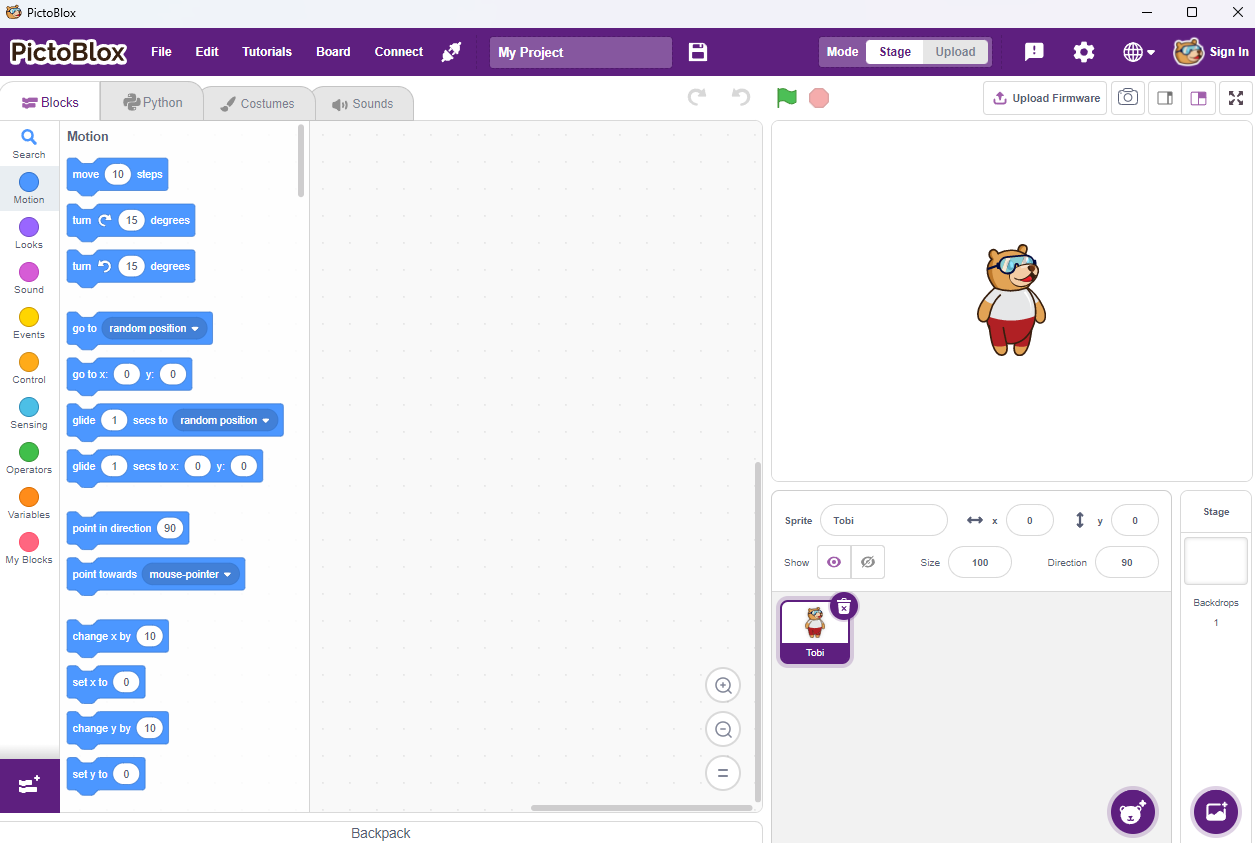 PictoBlox
PictoBlox File Edit Tutorials Board Connect My Project Mode Stage Upload Sign In
Blocks Python Costumes Sounds Upload Firmware
Search
Motion
Looks
Sound
Events
Control
Sensing
Operators
Variables
My Blocks
Motion
move 10 steps
turn 15 degrees
turn 15 degrees
go to random position
go to x: 0 y: 0
glide 1 secs to random position
glide 1 secs to x: 0 y: 0
point in direction 90
point towards mouse-pointer
change x by 10
set x to 0
change y by 10
set y to 0
Backpack
Sprite Tobi x 0 y 0
Show Size 100 Direction 90
Tobi
Stage
Backdrops
1